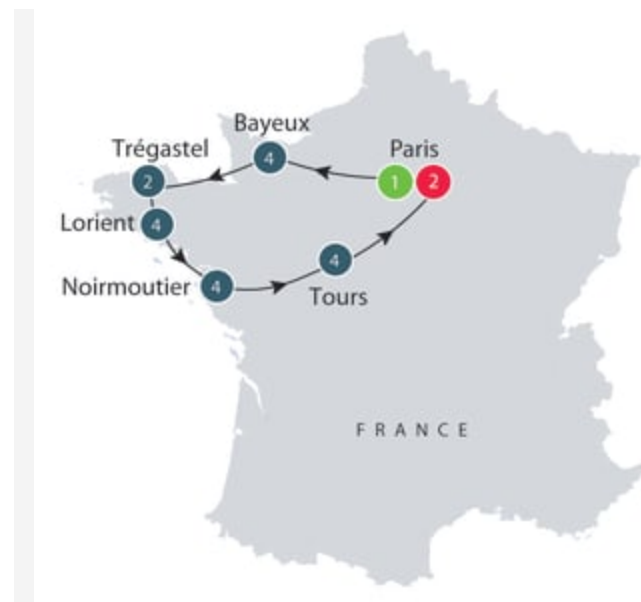 Bayeux
4
Trégastel
2
Paris
1
2
Lorient
4
Noirmoutier
4
4
Tours
FRANCE